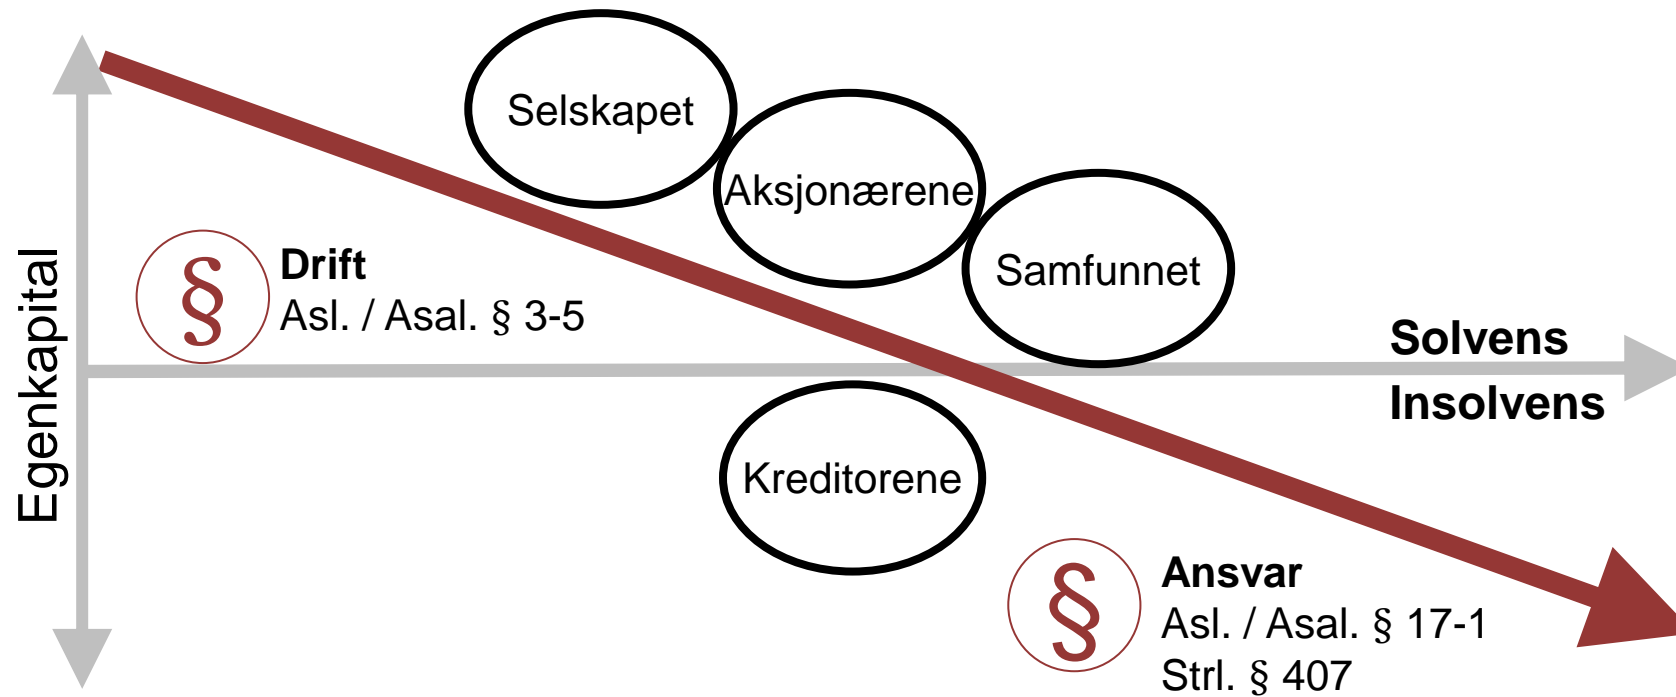 Selskapet
Aksjonærene
Samfunnet
Egenkapital
§
Drift
Asl. / Asal. § 3-5
Solvens
Insolvens
Kreditorene
§
Ansvar
Asl. / Asal. § 17-1
Strl. § 407